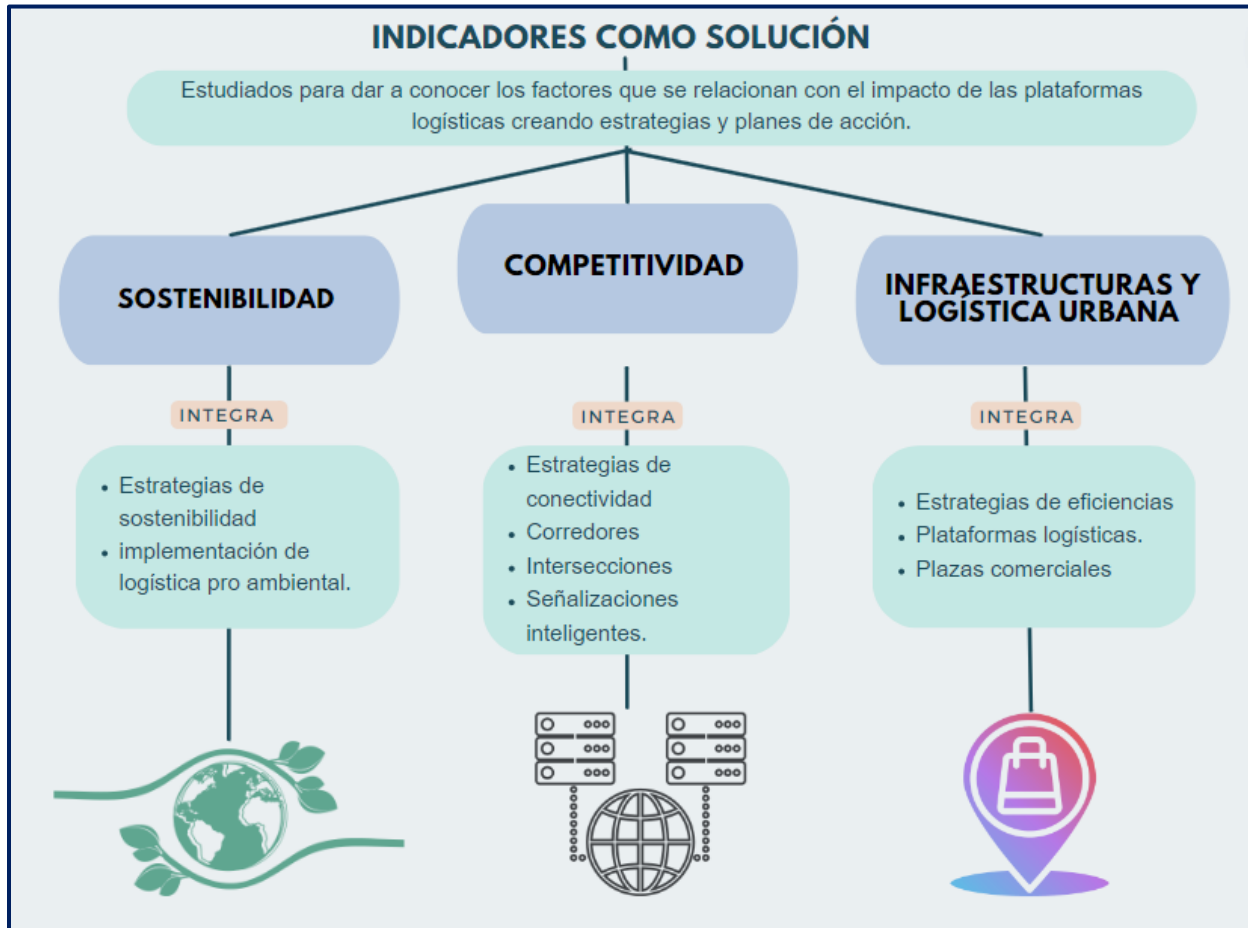 INDICADORES COMO SOLUCIÓN
Estudiados para dar a conocer los factores que se relacionan con el impacto de las plataformas
logísticas creando estrategias y planes de acción.
SOSTENIBILIDAD
INTEGRA
• Estrategias de
sostenibilidad
• implementación de
logística pro ambiental.
COMPETITIVIDAD
INTEGRA
• Estrategias de
conectividad
• Corredores
• Intersecciones
• Señalizaciones
inteligentes.
INFRAESTRUCTURAS Y
LOGÍSTICA URBANA
INTEGRA
• Estrategias de eficiencias
• Plataformas logísticas.
• Plazas comerciales